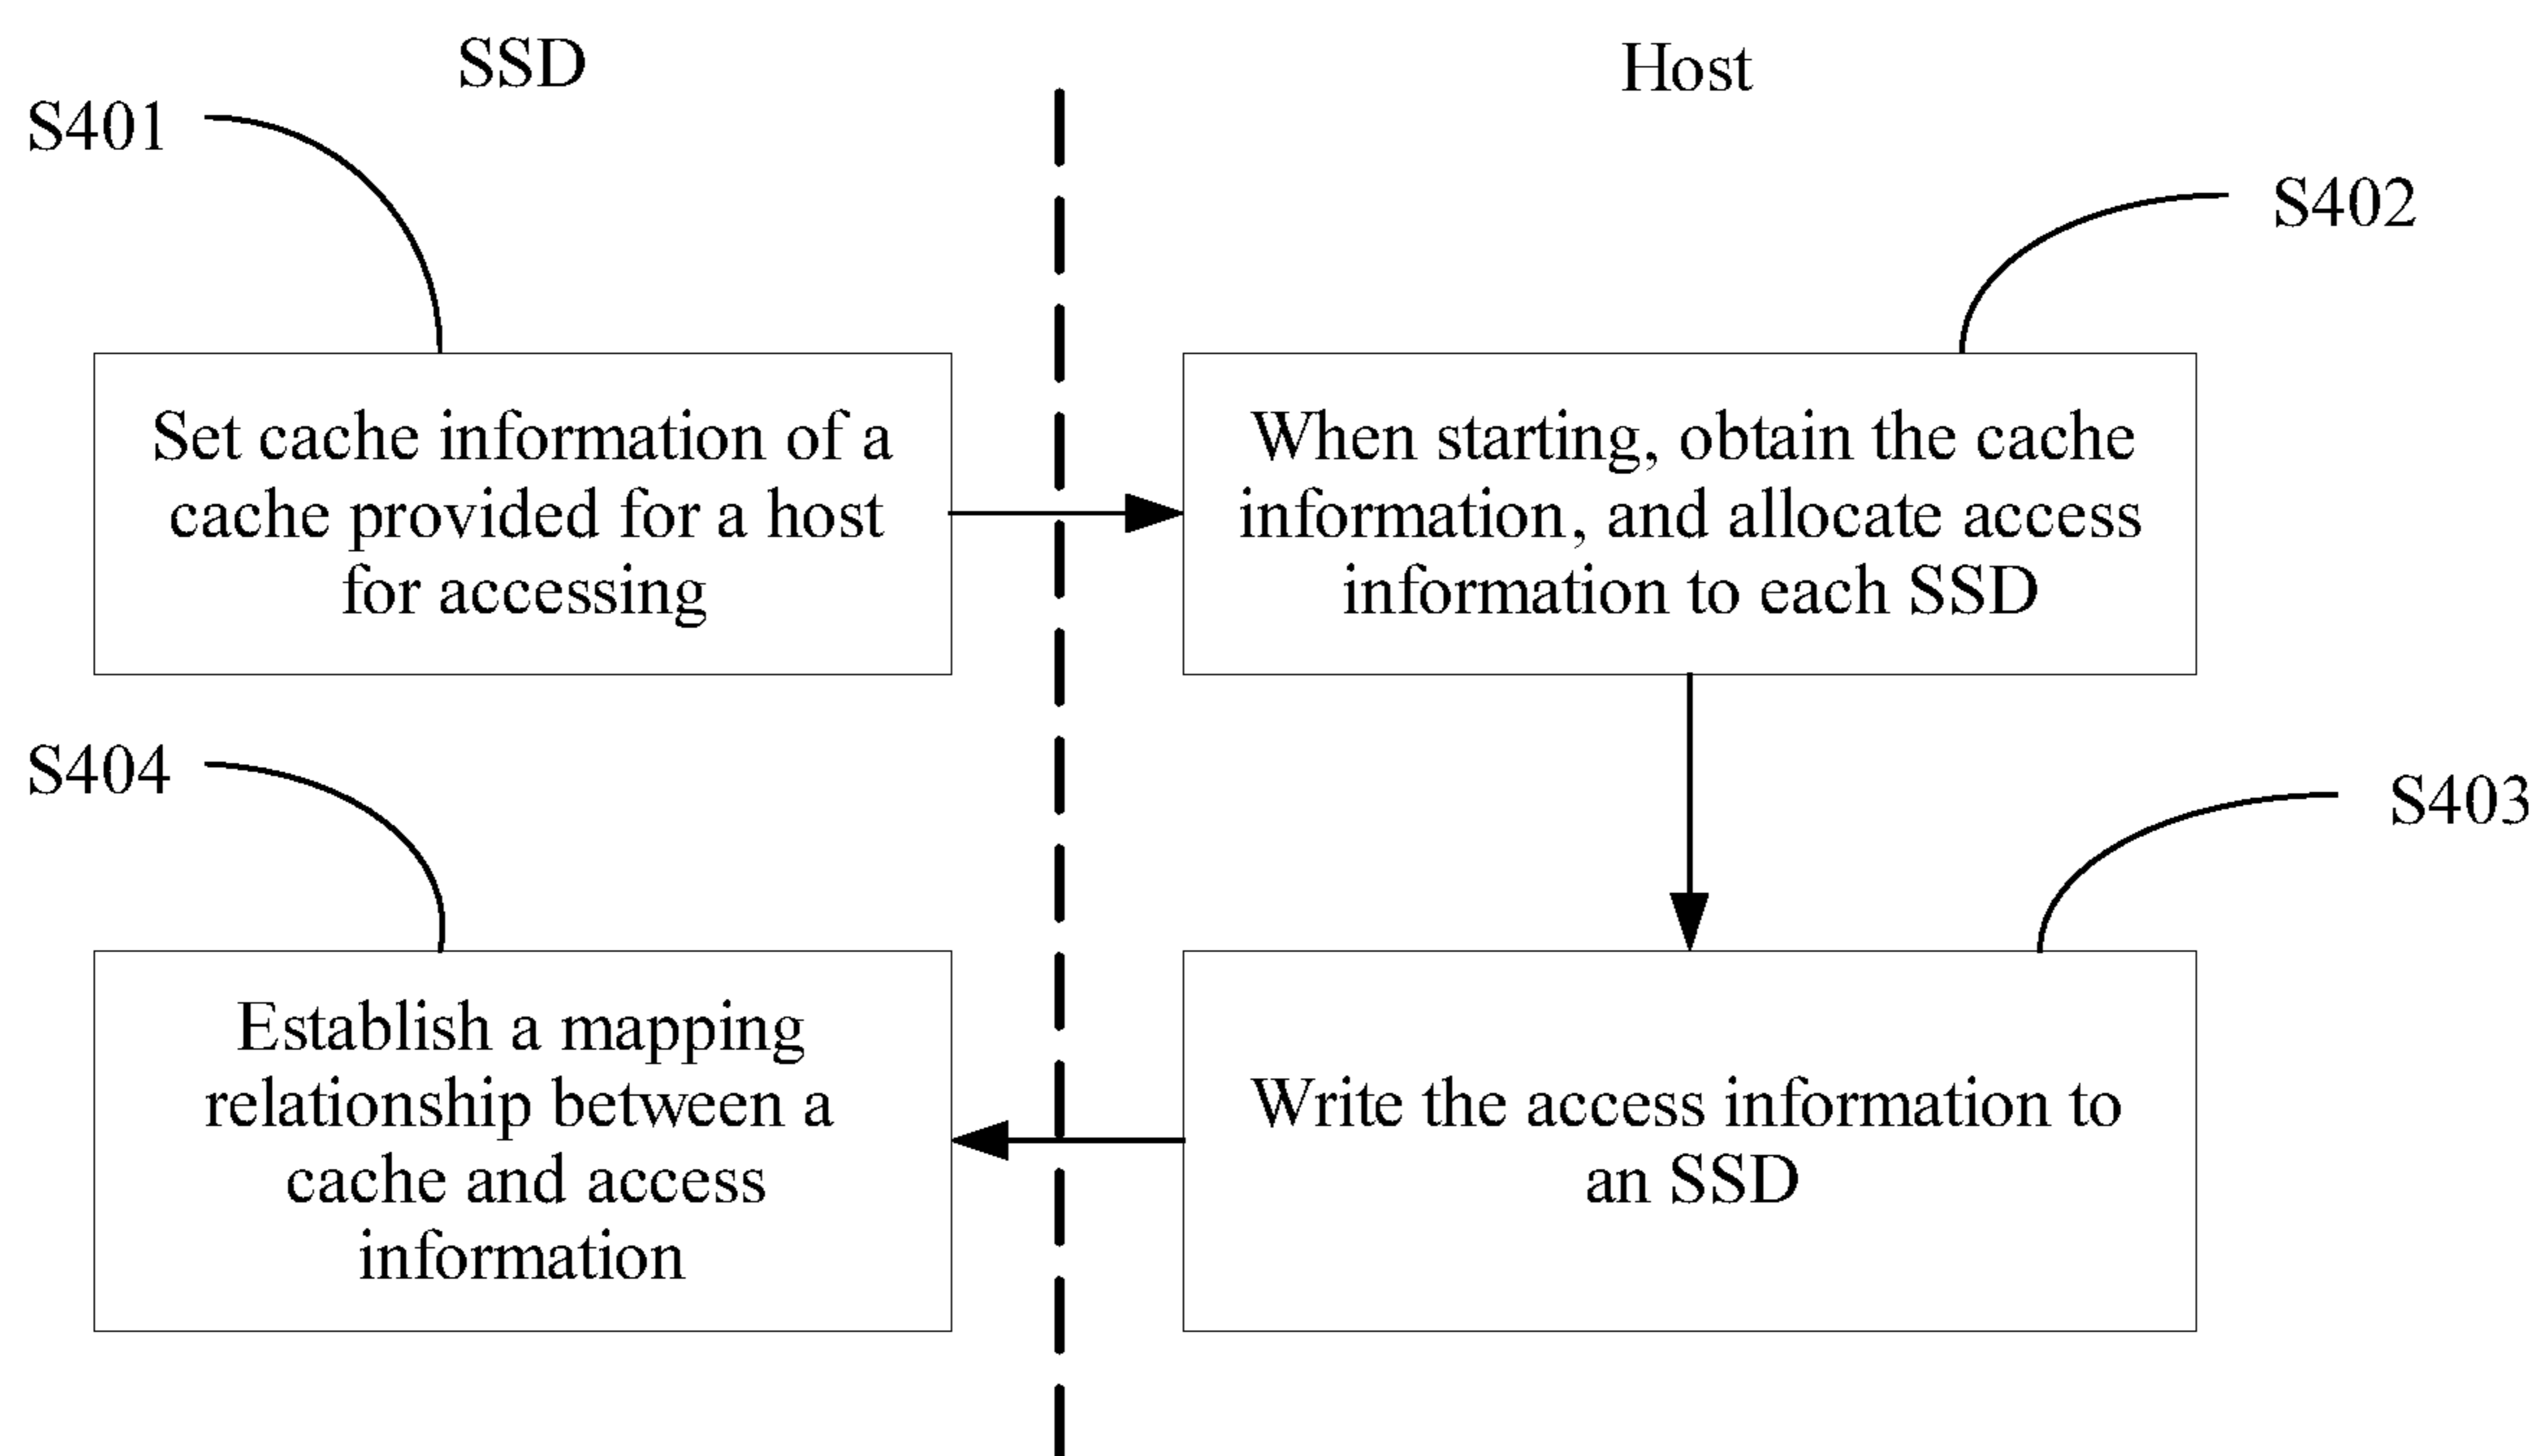 SSD
Host
S401
S402
Set cache information of a
cache provided for a host
for accessing
When starting, obtain the cache
information, and allocate access
information to each SSD
S404
S403
Establish a mapping
relationship between a
cache and access
information
Write the access information to
an SSD